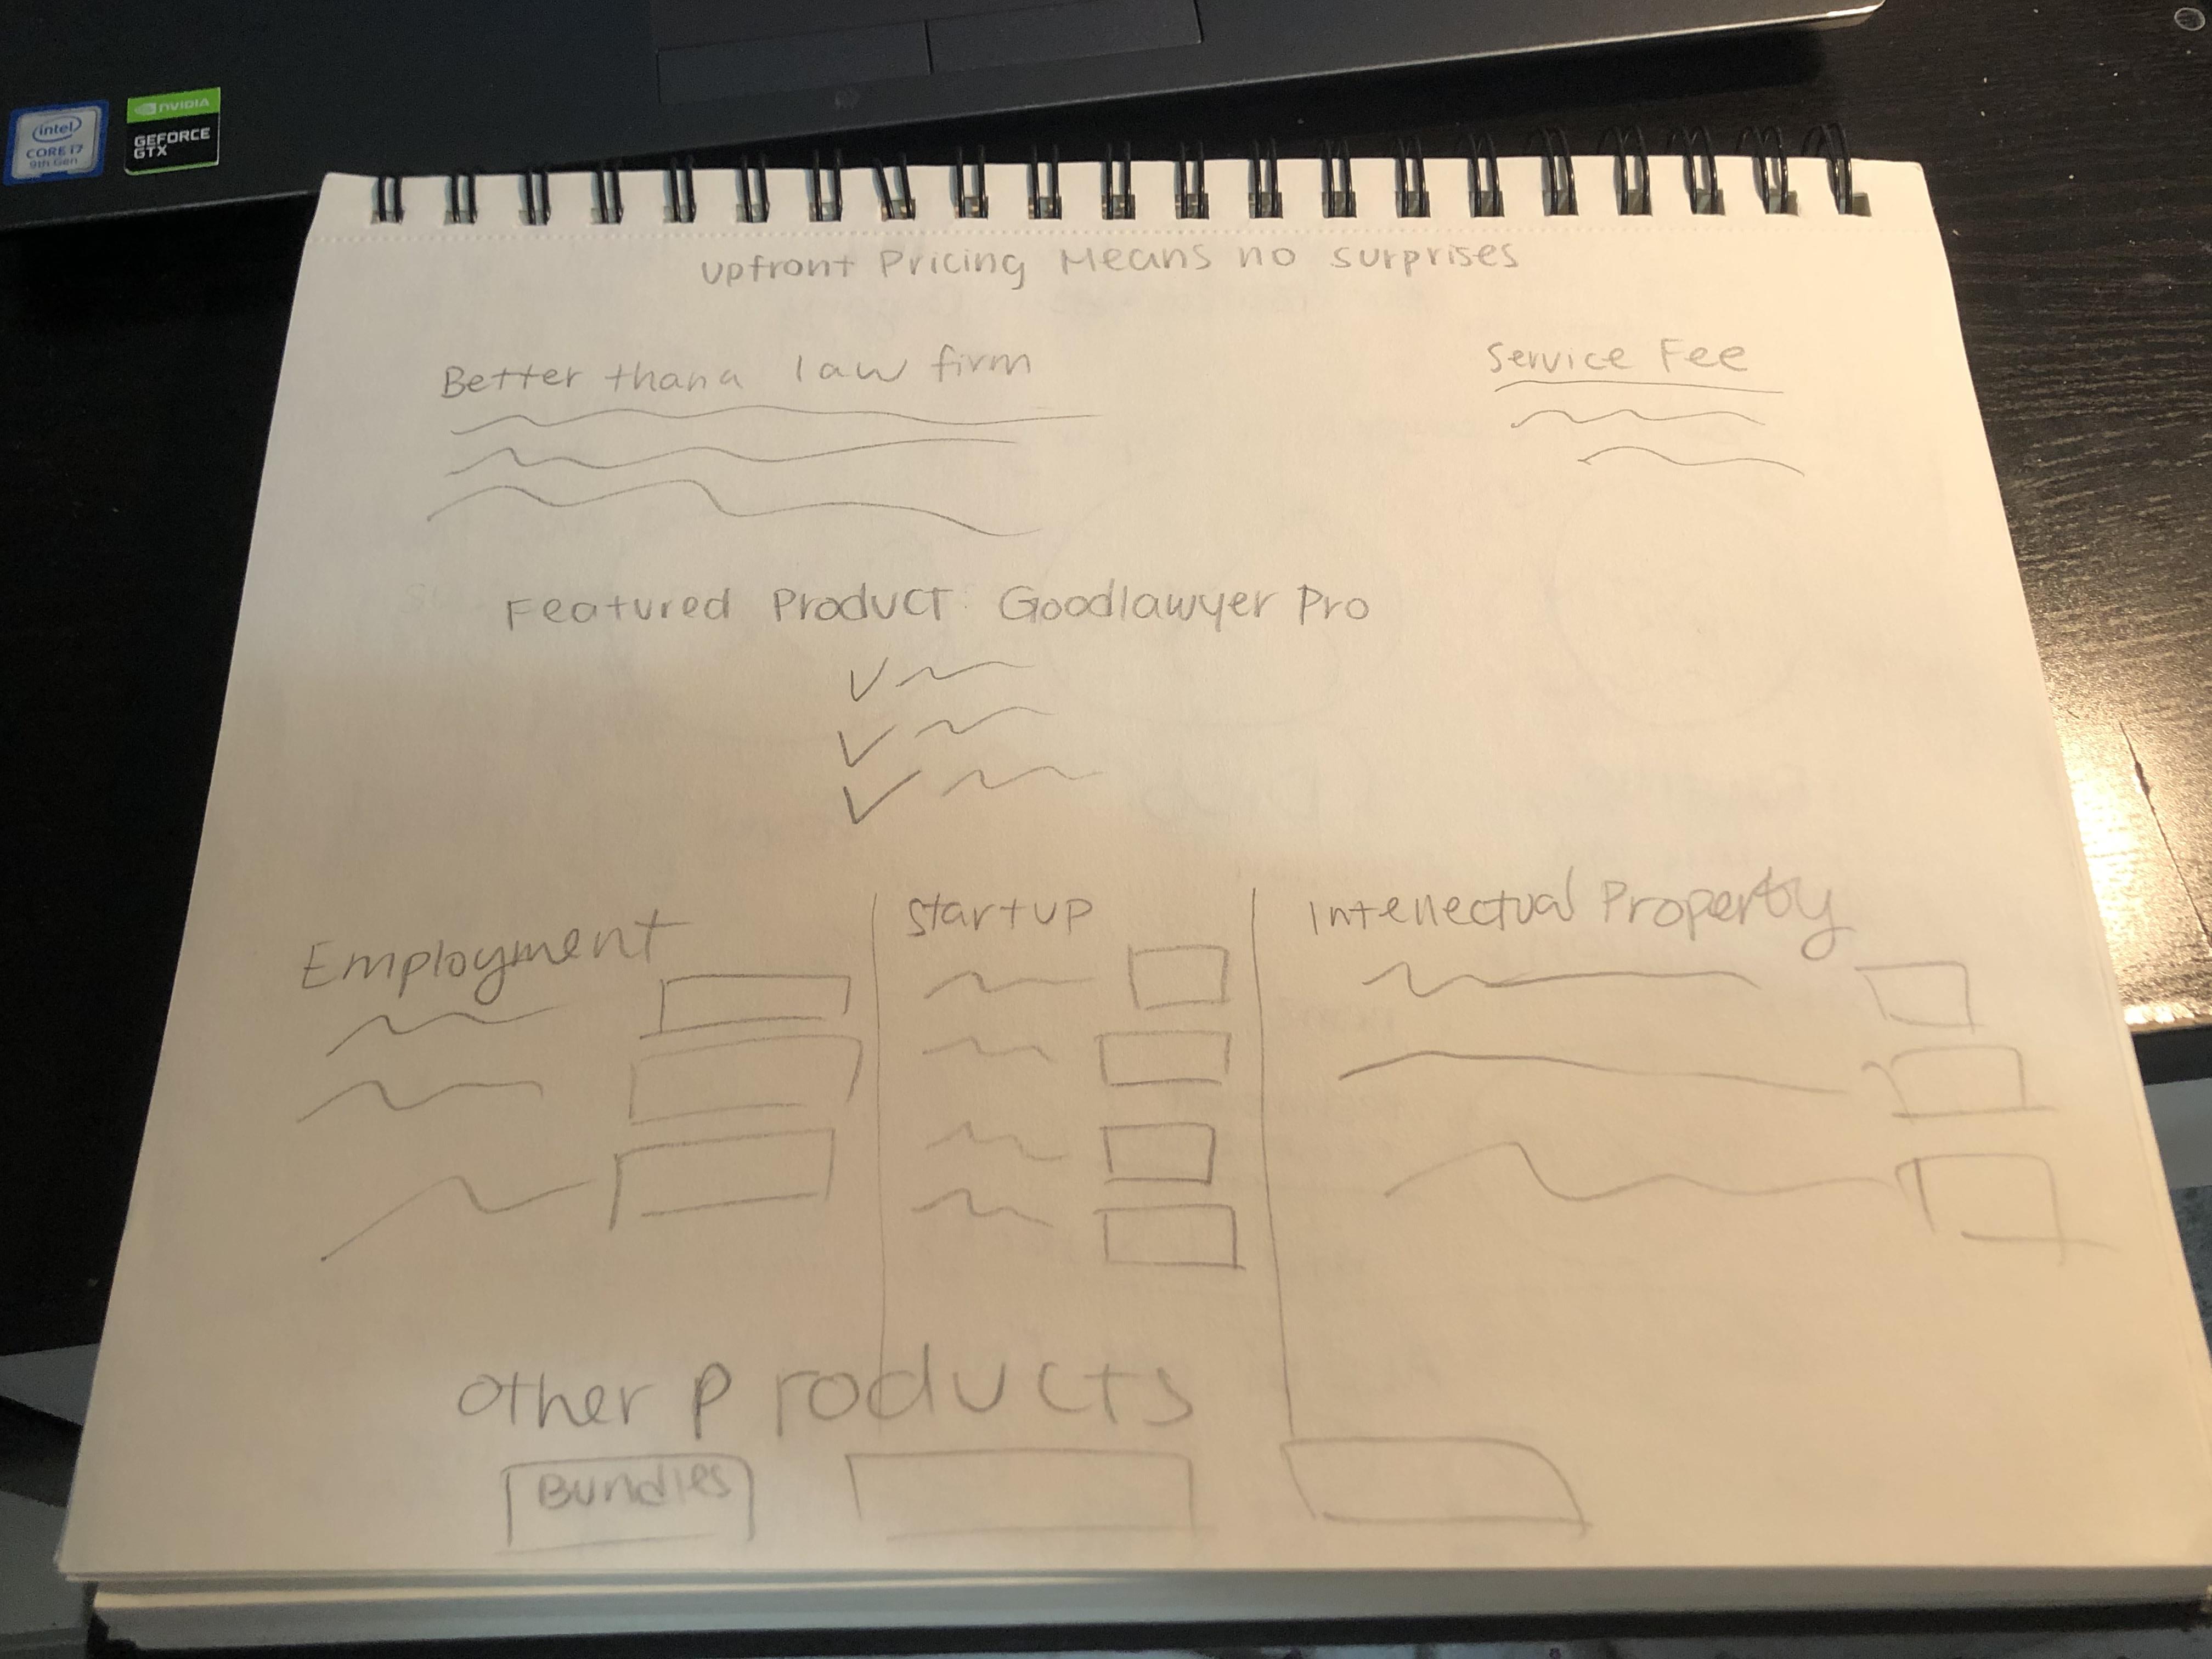 intel
CORE i7
9th Gen
NVIDIA
GEFORCE
GTX
upfront Pricing Means no surprises
Better than a law firm
Service Fee
Featured Product Goodlawyer Pro
Employment
Startup
Intellectual Property
other products
Bundles